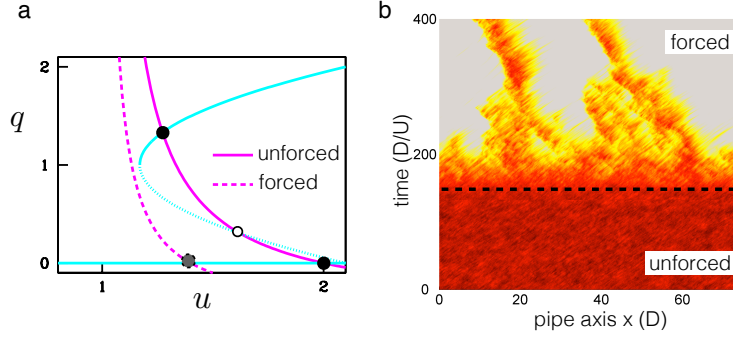 a
2
q
1
0
unforced
forced
1
u
2
b
400
forced
time (D/U)
200
unforced
0
0
20
40
60
pipe axis x (D)